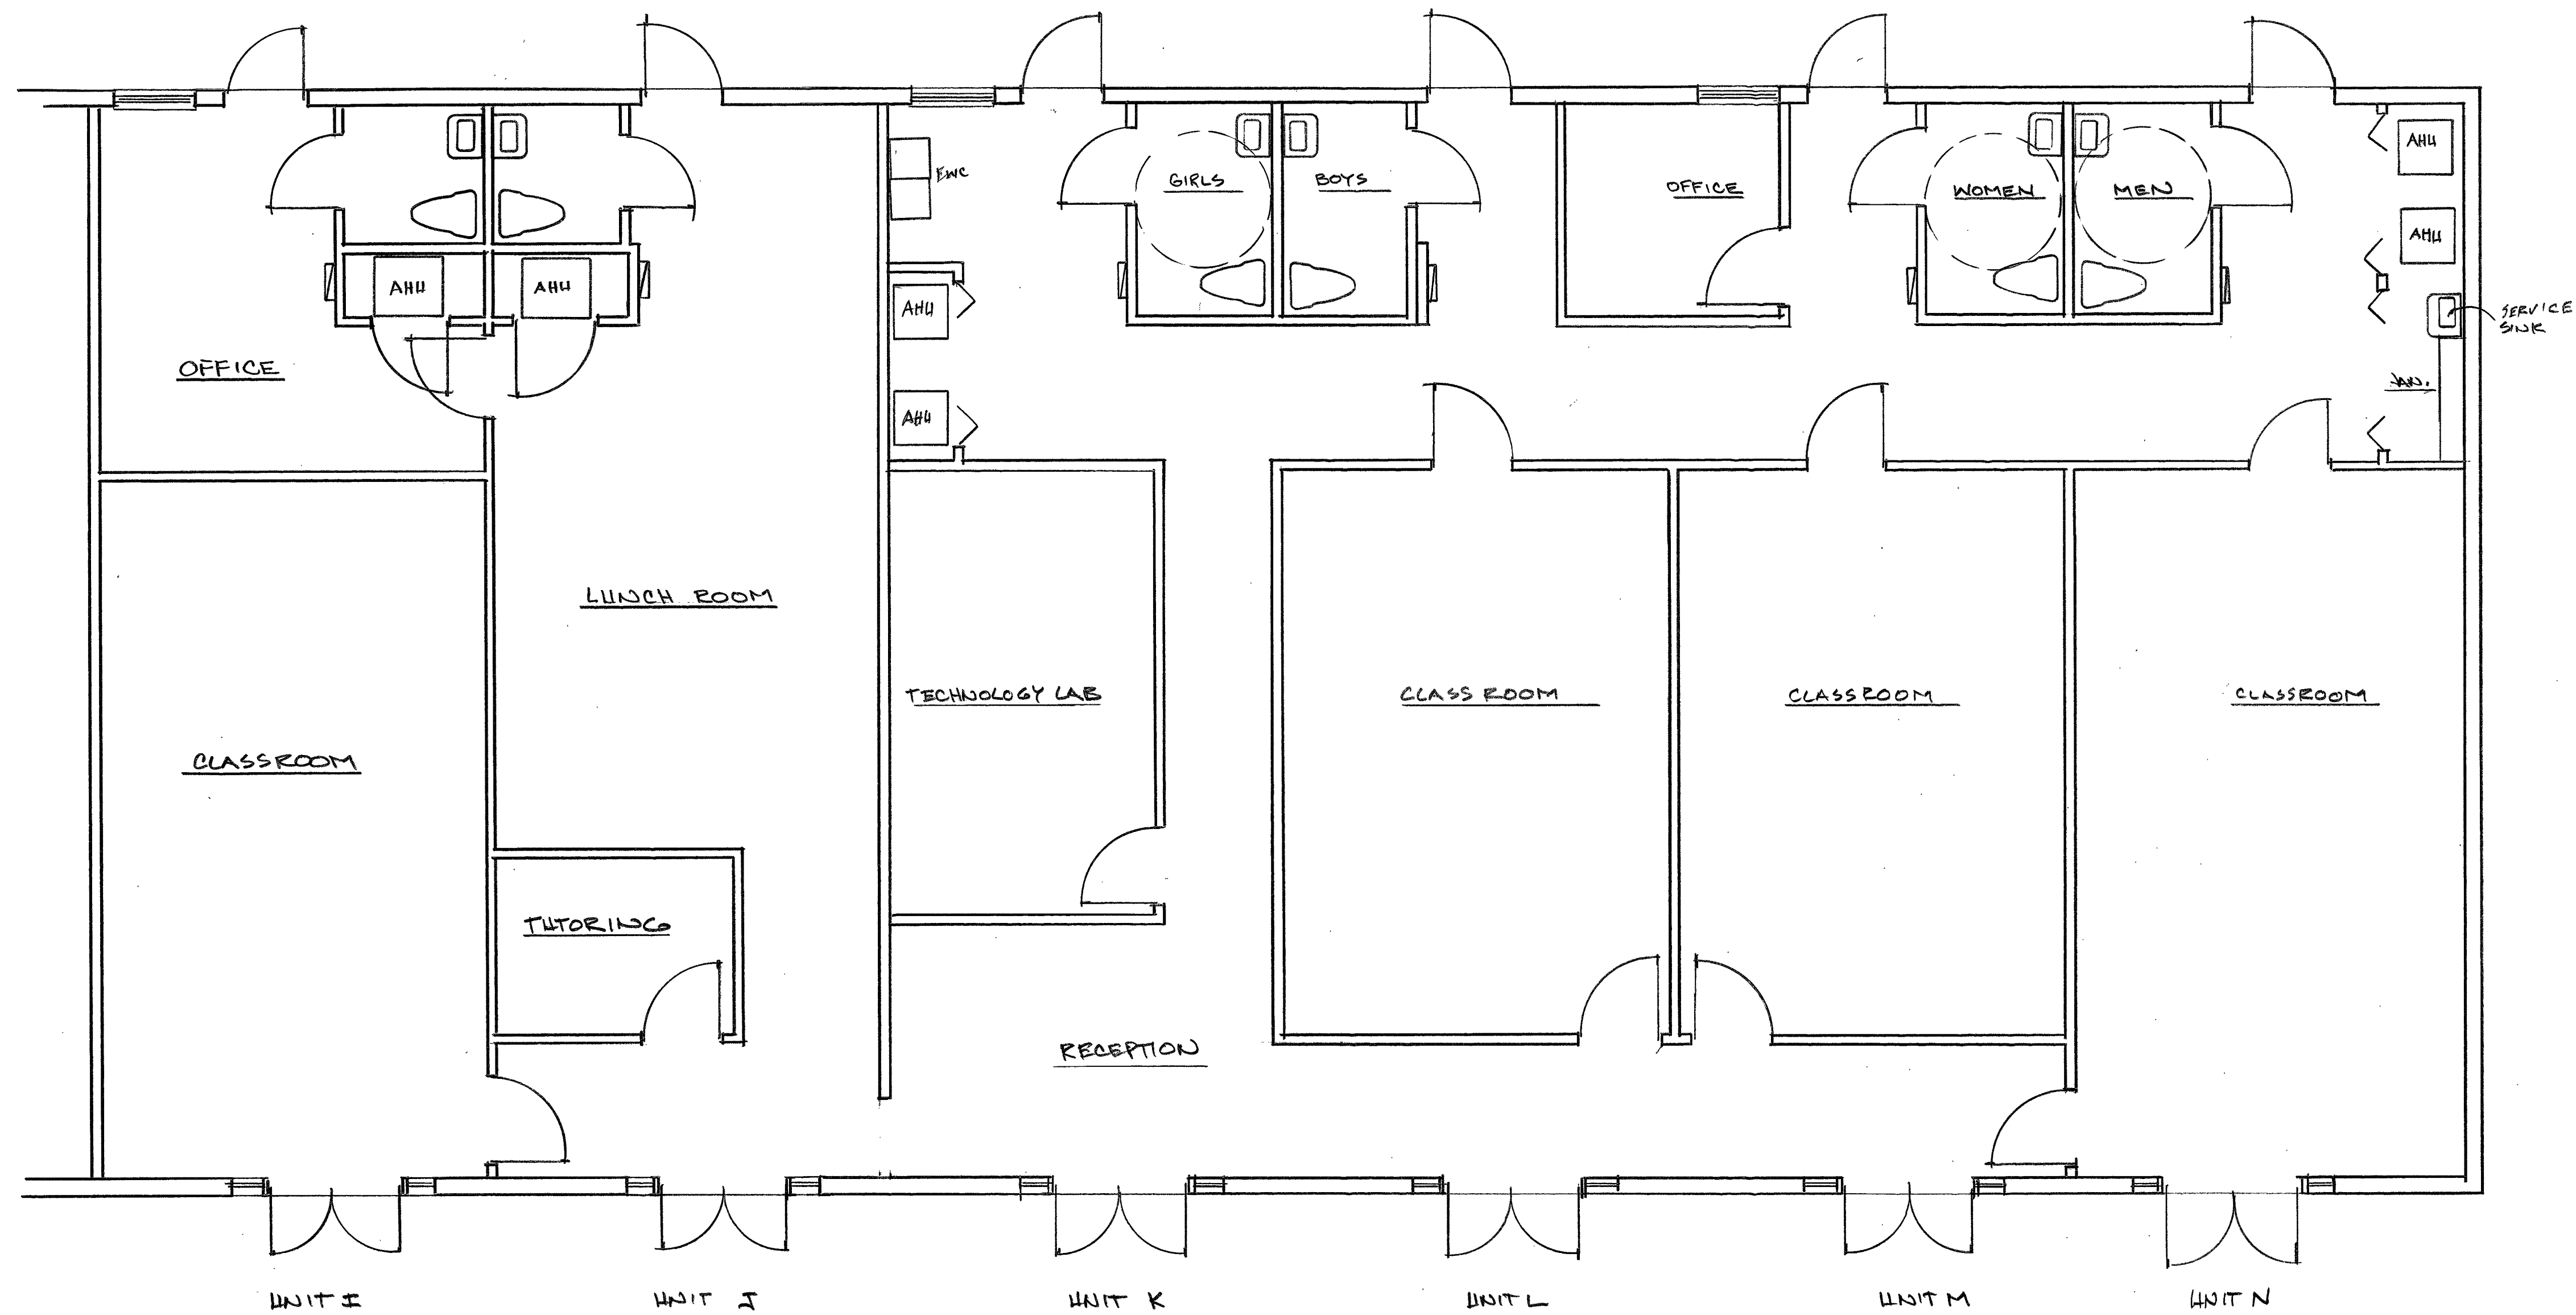 EWC
GIRLS
BOYS
OFFICE
WOMEN
MEN
AHU
AHU
AHU
AHU
AHU
AHU
SERVICE
SINK
OFFICE
JAN.
LUNCH ROOM
TECHNOLOGY LAB
CLASS ROOM
CLASSROOM
CLASSROOM
CLASSROOM
TUTORING
RECEPTION
UNIT I
UNIT J
UNIT K
UNIT L
UNIT M
UNIT N